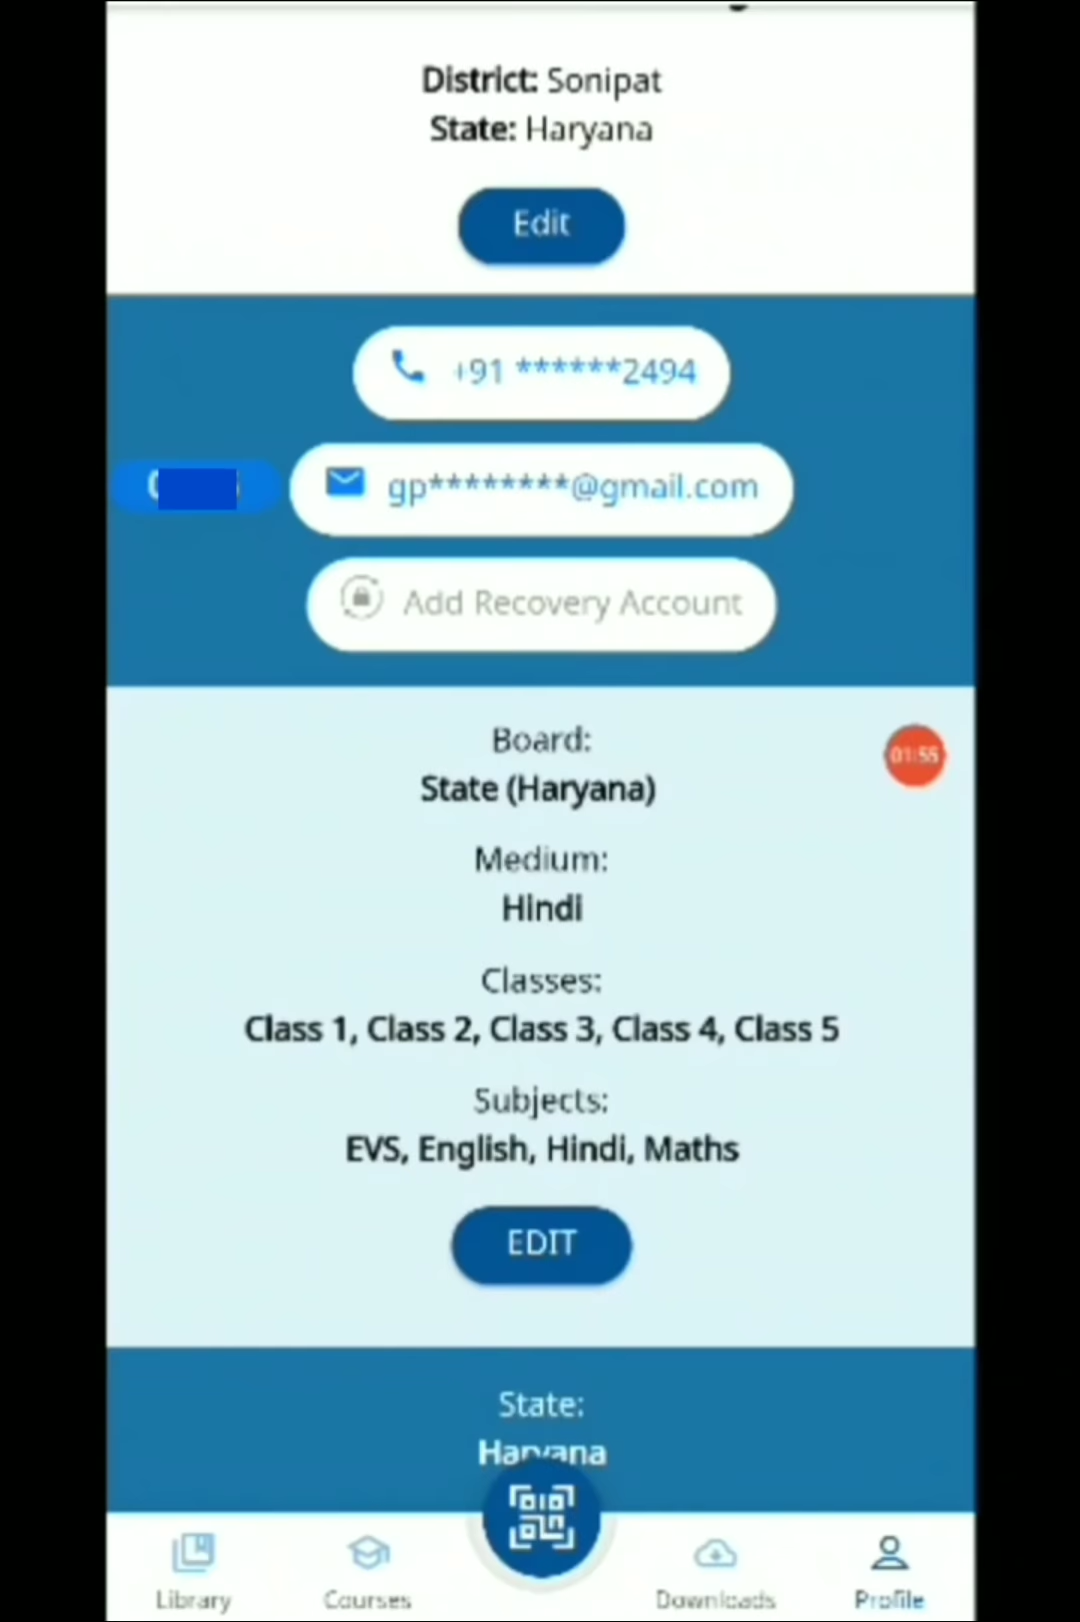 District: Sonipat
State: Haryana
Edit
+91 ******2494
gp********@gmail.com
Add Recovery Account
Board:
01:55
State (Haryana)
Medium:
Hindi
Classes:
Class 1, Class 2, Class 3, Class 4, Class 5
Subjects:
EVS, English, Hindi, Maths
EDIT
State:
Haryana
Library
Courses
Downloads
Profile